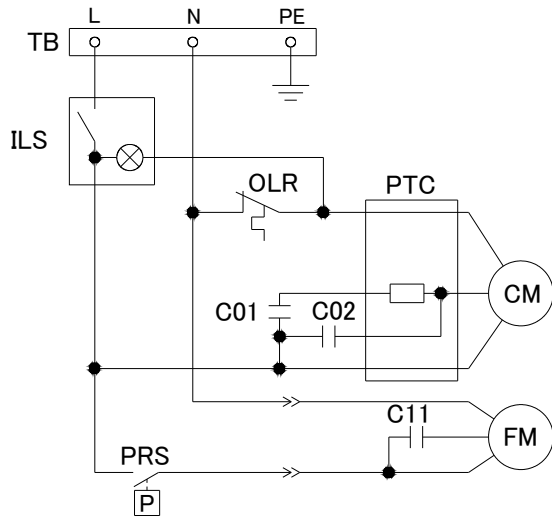 L N PE
TB
ILS
OLR PTC
CM
C01 C02
C11
FM
PRS
P